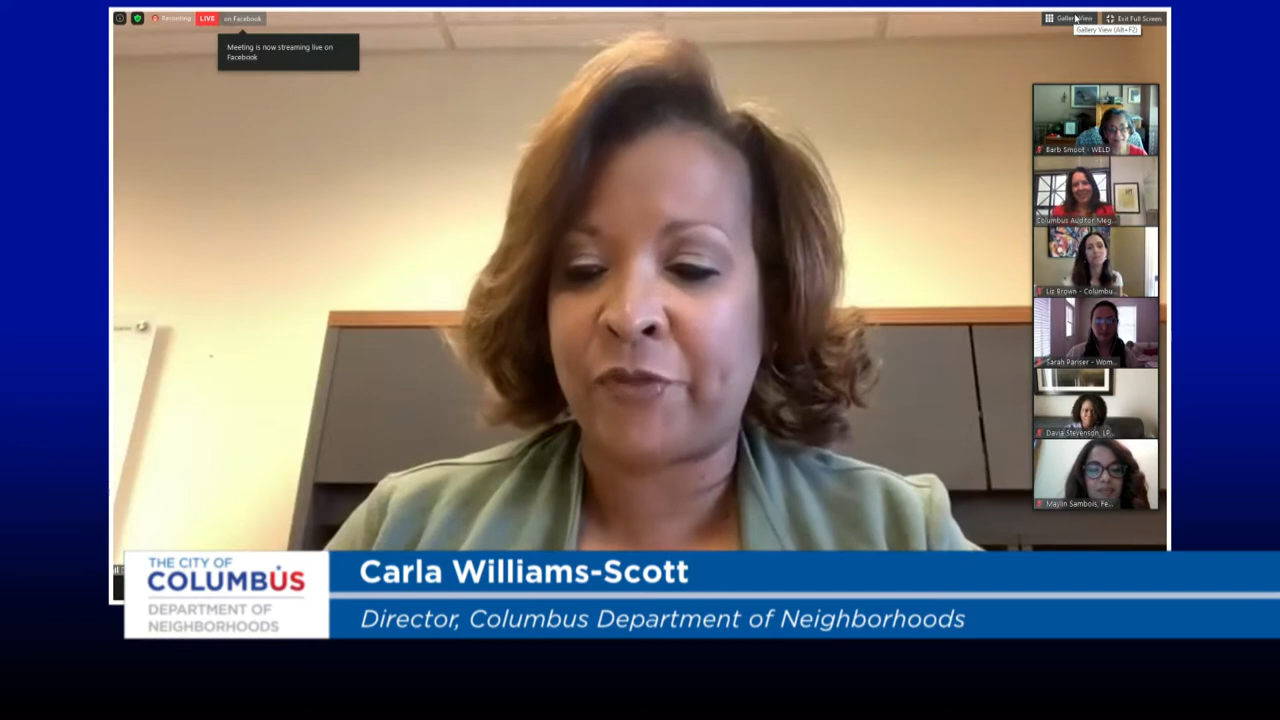 Recording
LIVE
on Facebook
Gallery View
Exit Full Screen
Gallery View (Alt+F2)
Meeting is now streaming live on
Facebook
Barb Smoot - WELD
Columbus Auditor Meg...
Liz Brown - Columbu...
Sarah Pariser - Wom...
Davia Stevenson, LF...
Maylin Sambois, Fe...
THE CITY OF
COLUMBUS
DEPARTMENT OF
NEIGHBORHOODS
Carla Williams-Scott
Director, Columbus Department of Neighborhoods